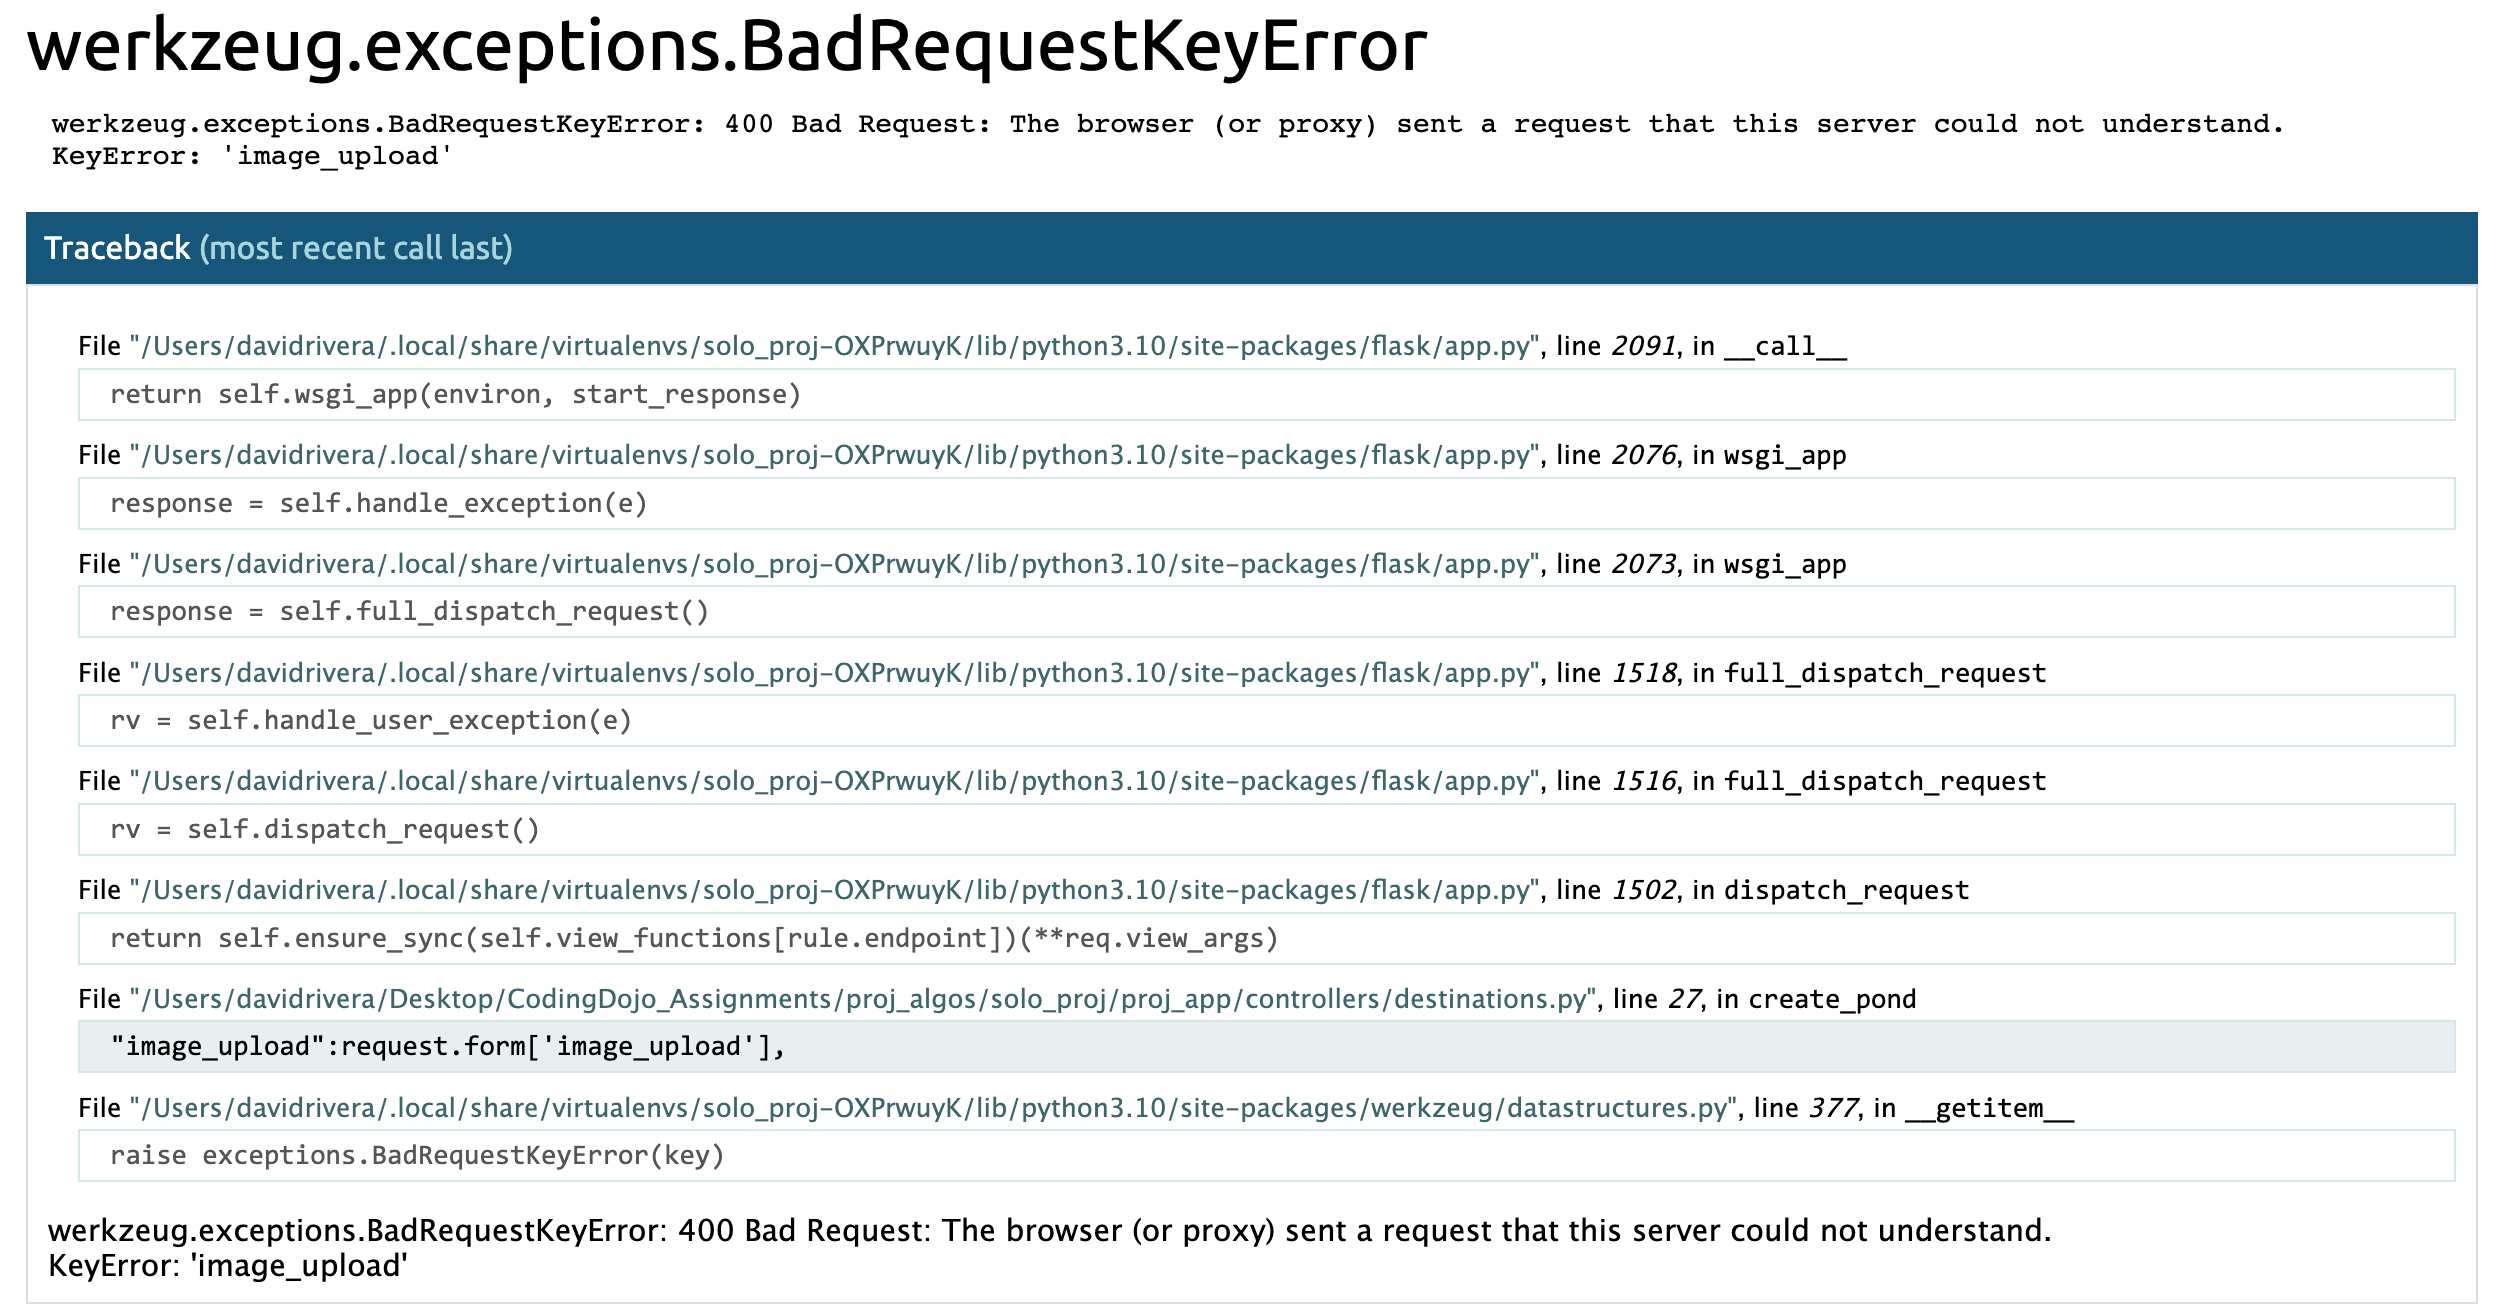 werkzeug.exceptions.BadRequestKeyError
werkzeug.exceptions.BadRequestKeyError: 400 Bad Request: The browser (or proxy) sent a request that this server could not understand.
KeyError: 'image_upload'
Traceback (most recent call last)
File "/Users/davidrivera/.local/share/virtualenvs/solo_proj-OXPrwuyK/lib/python3.10/site-packages/flask/app.py", line 2091, in __call__
return self.wsgi_app(environ, start_response)
File "/Users/davidrivera/.local/share/virtualenvs/solo_proj-OXPrwuyK/lib/python3.10/site-packages/flask/app.py", line 2076, in wsgi_app
response = self.handle_exception(e)
File "/Users/davidrivera/.local/share/virtualenvs/solo_proj-OXPrwuyK/lib/python3.10/site-packages/flask/app.py", line 2073, in wsgi_app
response = self.full_dispatch_request()
File "/Users/davidrivera/.local/share/virtualenvs/solo_proj-OXPrwuyK/lib/python3.10/site-packages/flask/app.py", line 1518, in full_dispatch_request
rv = self.handle_user_exception(e)
File "/Users/davidrivera/.local/share/virtualenvs/solo_proj-OXPrwuyK/lib/python3.10/site-packages/flask/app.py", line 1516, in full_dispatch_request
rv = self.dispatch_request()
File "/Users/davidrivera/.local/share/virtualenvs/solo_proj-OXPrwuyK/lib/python3.10/site-packages/flask/app.py", line 1502, in dispatch_request
return self.ensure_sync(self.view_functions[rule.endpoint])(**req.view_args)
File "/Users/davidrivera/Desktop/CodingDojo_Assignments/proj_algos/solo_proj/proj_app/controllers/destinations.py", line 27, in create_pond
"image_upload":request.form['image_upload'],
File "/Users/davidrivera/.local/share/virtualenvs/solo_proj-OXPrwuyK/lib/python3.10/site-packages/werkzeug/datastructures.py", line 377, in __getitem__
raise exceptions.BadRequestKeyError(key)
werkzeug.exceptions.BadRequestKeyError: 400 Bad Request: The browser (or proxy) sent a request that this server could not understand.
KeyError: 'image_upload'